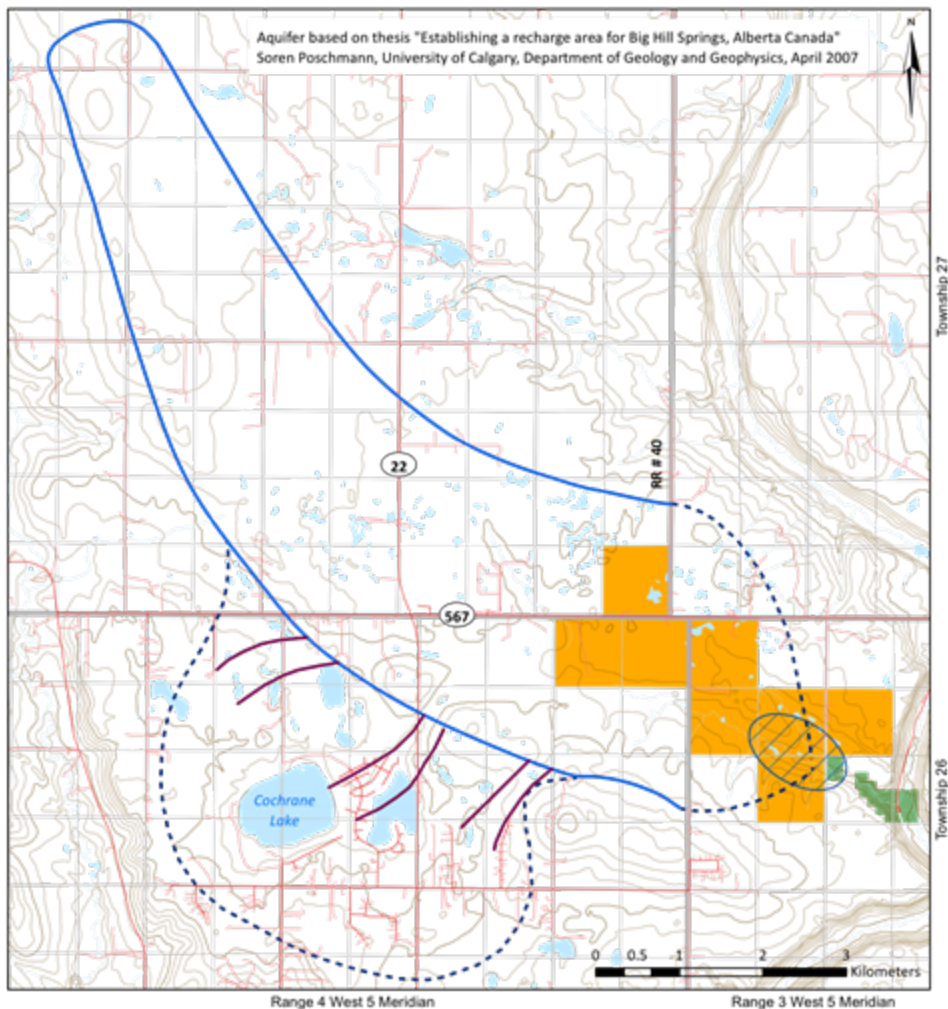 Aquifer based on thesis "Establishing a recharge area for Big Hill Springs, Alberta Canada"
Soren Poschmann, University of Calgary, Department of Geology and Geophysics, April 2007
N
Township 27
22
RR # 40
567
Cochrane
Lake
Township 26
0 0.5 1 2 3
Kilometers
Range 4 West 5 Meridian
Range 3 West 5 Meridian